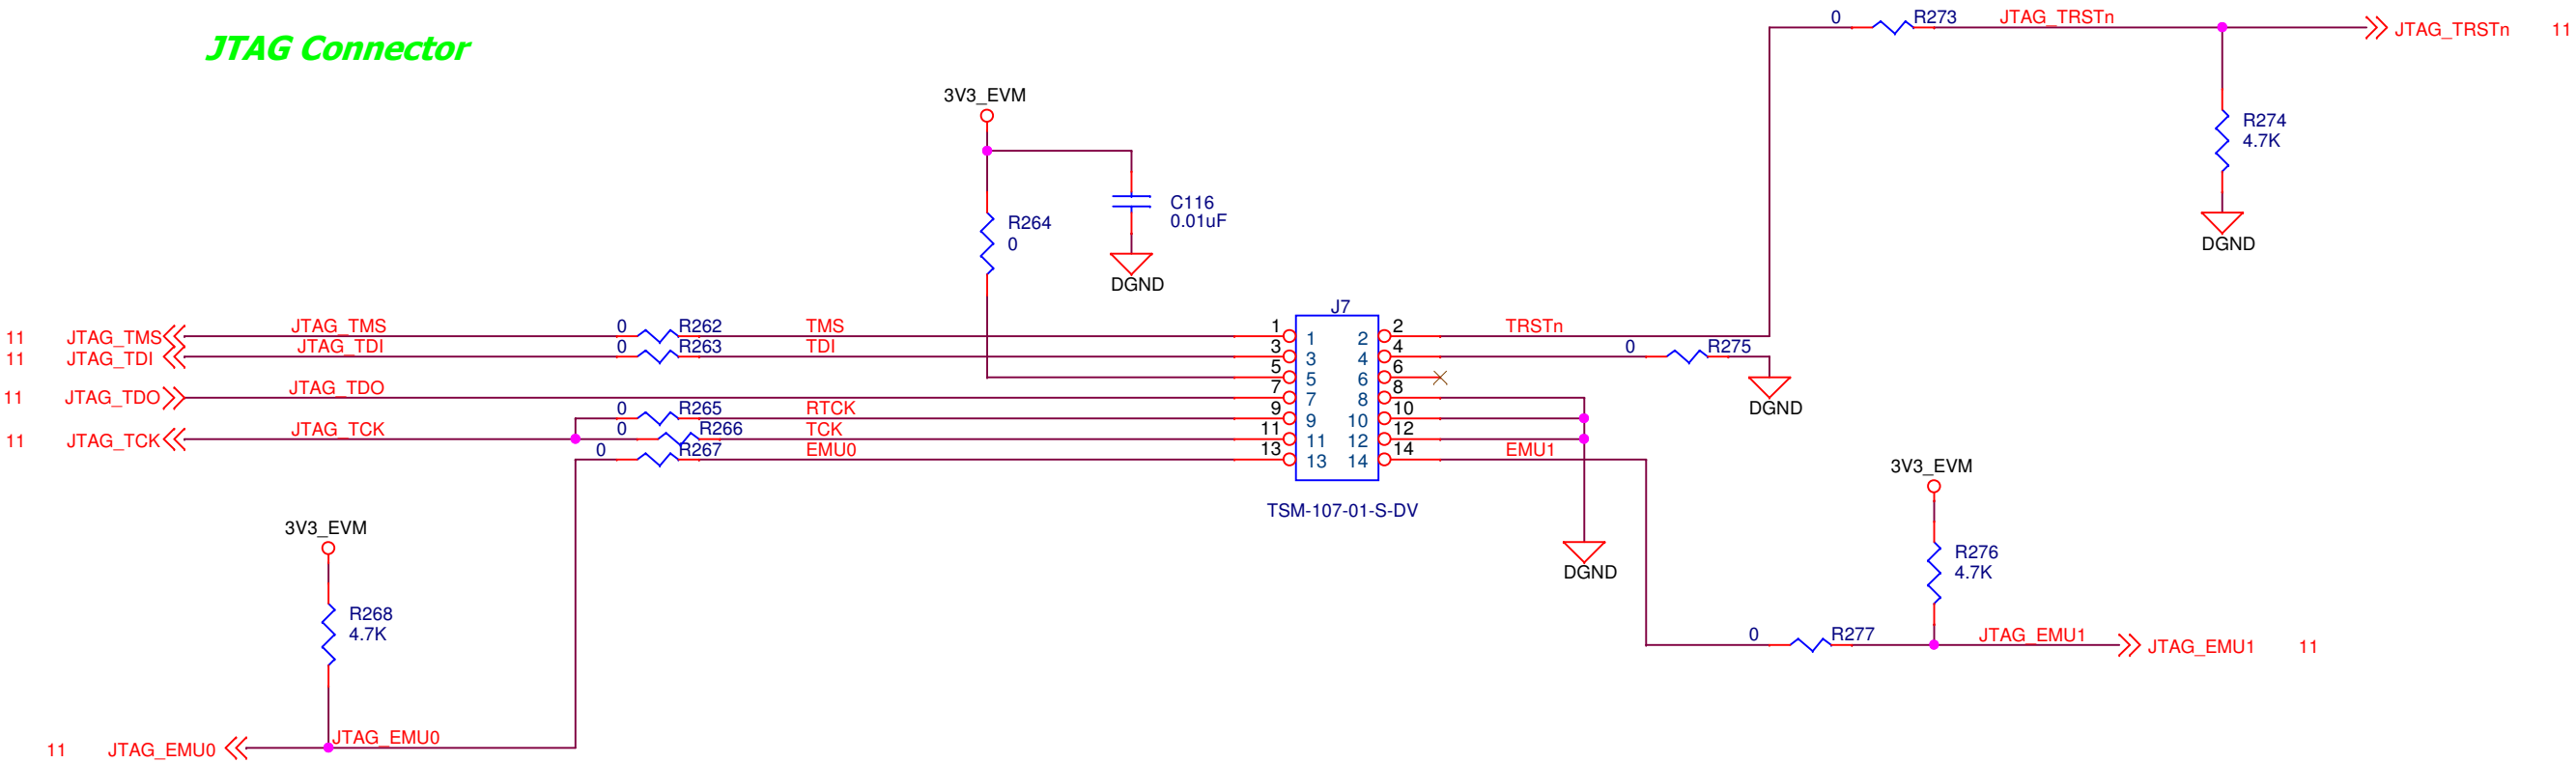 0 R273 JTAG_TRSTn JTAG_TRSTn 11
JTAG Connector
3V3_EVM
R274
4.7K
C116
0.01uF
R264
0
DGND
DGND
J7
11 JTAG_TMS JTAG_TMS 0 R262 TMS 1 1 2 2 TRSTn
11 JTAG_TDI JTAG_TDI 0 R263 TDI 3 3 4 4 0 R275
5 5 6 6
11 JTAG_TDO JTAG_TDO 7 7 8 8
DGND
0 R265 RTCK 9 9 10 10
11 JTAG_TCK JTAG_TCK 0 R266 TCK 11 11 12 12
0 R267 EMU0 13 13 14 14 EMU1
3V3_EVM
TSM-107-01-S-DV
3V3_EVM
R276
4.7K
DGND
R268
4.7K
0 R277 JTAG_EMU1 JTAG_EMU1 11
11 JTAG_EMU0 JTAG_EMU0